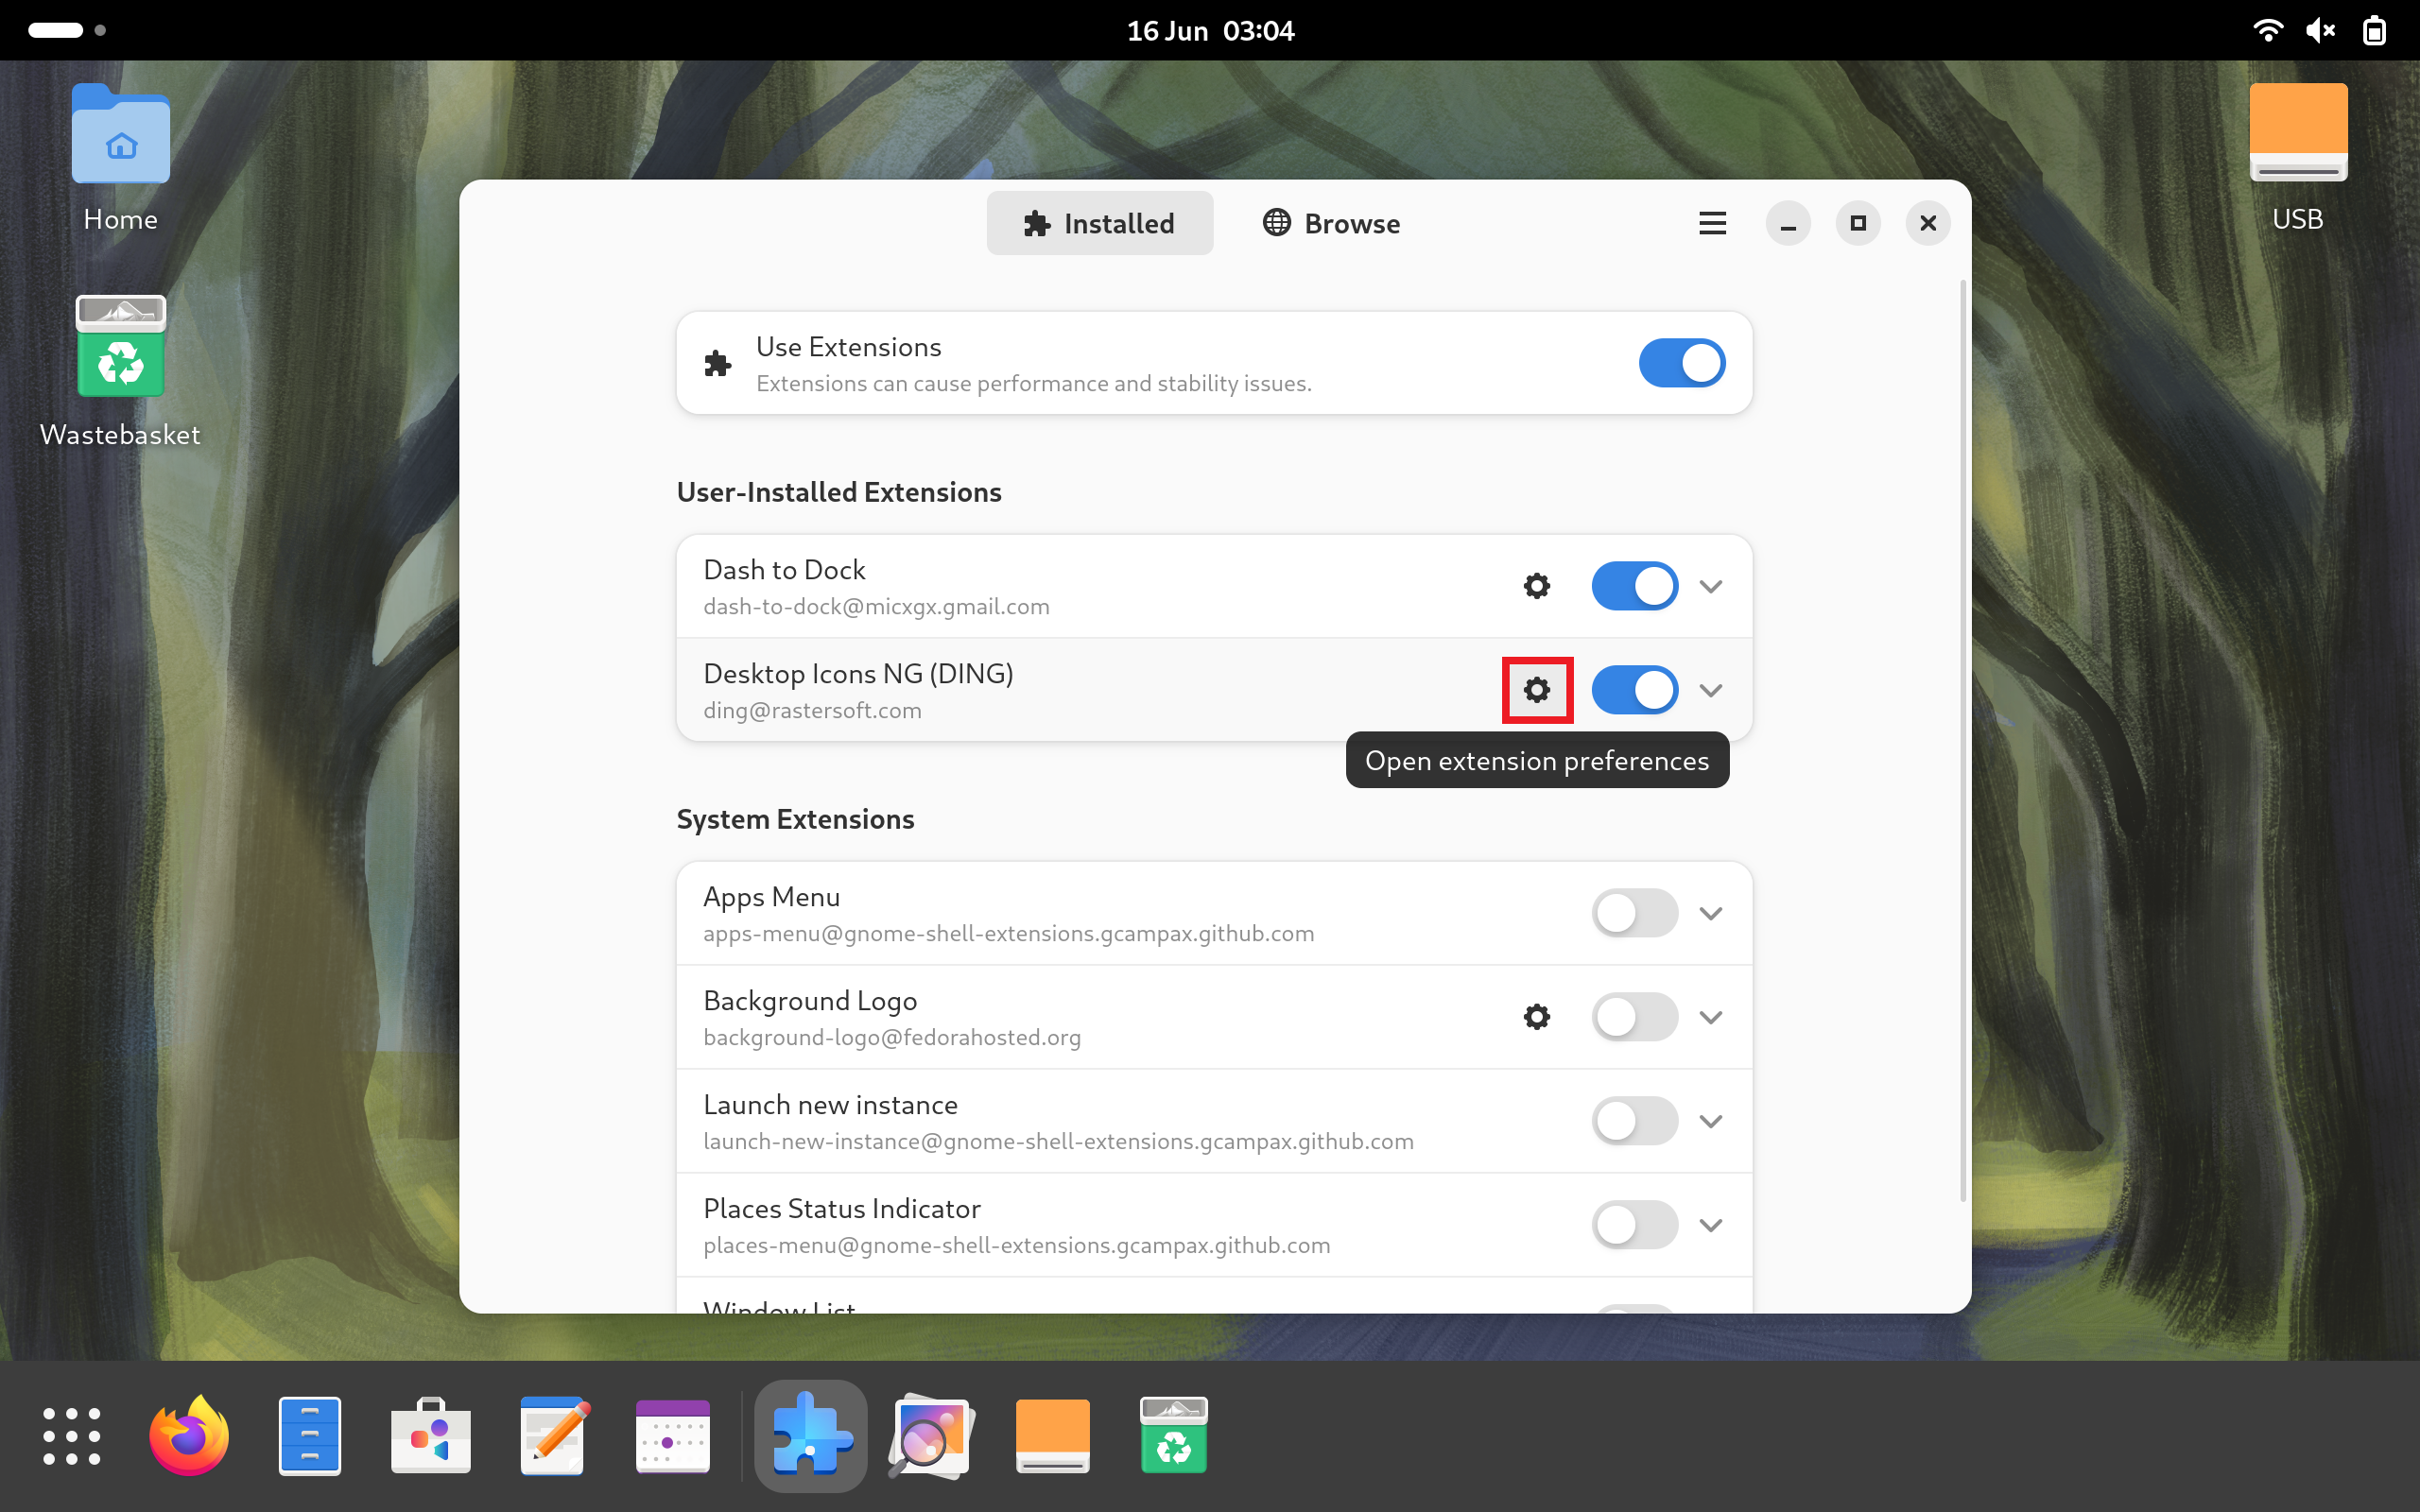 16 Jun 03:04
Home
Wastebasket
USB
Installed
Browse
Use Extensions
Extensions can cause performance and stability issues.
User-Installed Extensions
Dash to Dock
dash-to-dock@micxgx.gmail.com
Desktop Icons NG (DING)
ding@rastersoft.com
Open extension preferences
System Extensions
Apps Menu
apps-menu@gnome-shell-extensions.gcampax.github.com
Background Logo
background-logo@fedorahosted.org
Launch new instance
launch-new-instance@gnome-shell-extensions.gcampax.github.com
Places Status Indicator
places-menu@gnome-shell-extensions.gcampax.github.com
Window List